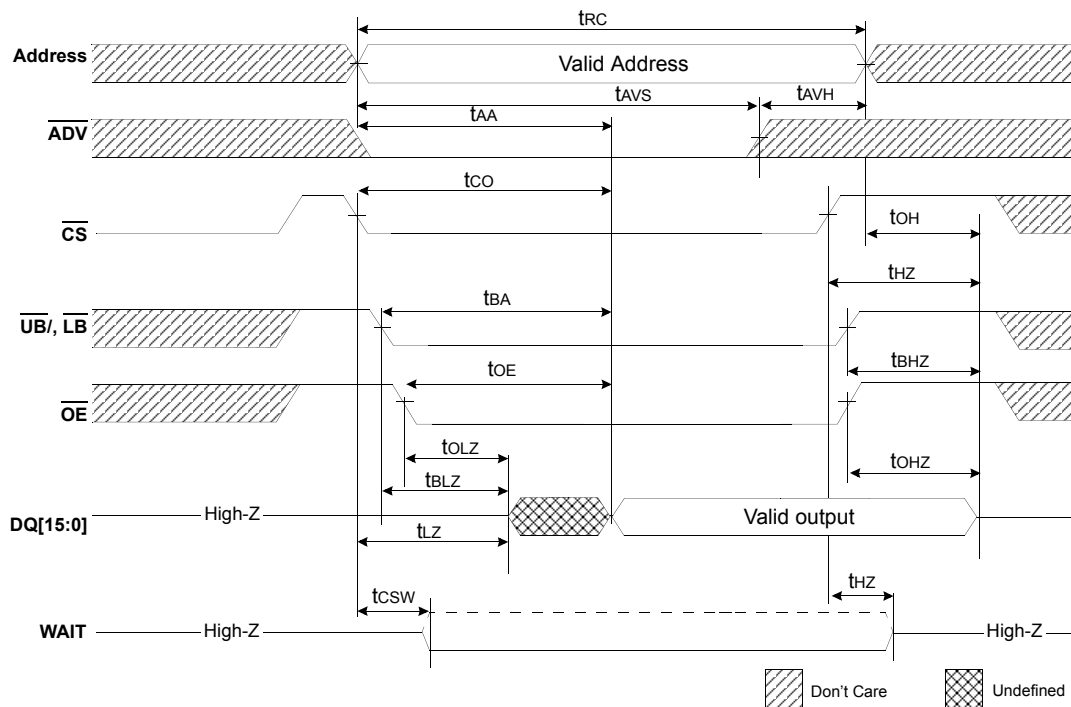 tRC
Address
Valid Address
tAVS
tAVH
tAA
ADV
tCO
CS
tOH
tHZ
tBA
UB/, LB
tBHZ
tOE
OE
tOLZ
tOHZ
tBLZ
DQ[15:0]
High-Z
Valid output
tLZ
tHZ
tCSW
WAIT
High-Z
High-Z
Don't Care
Undefined